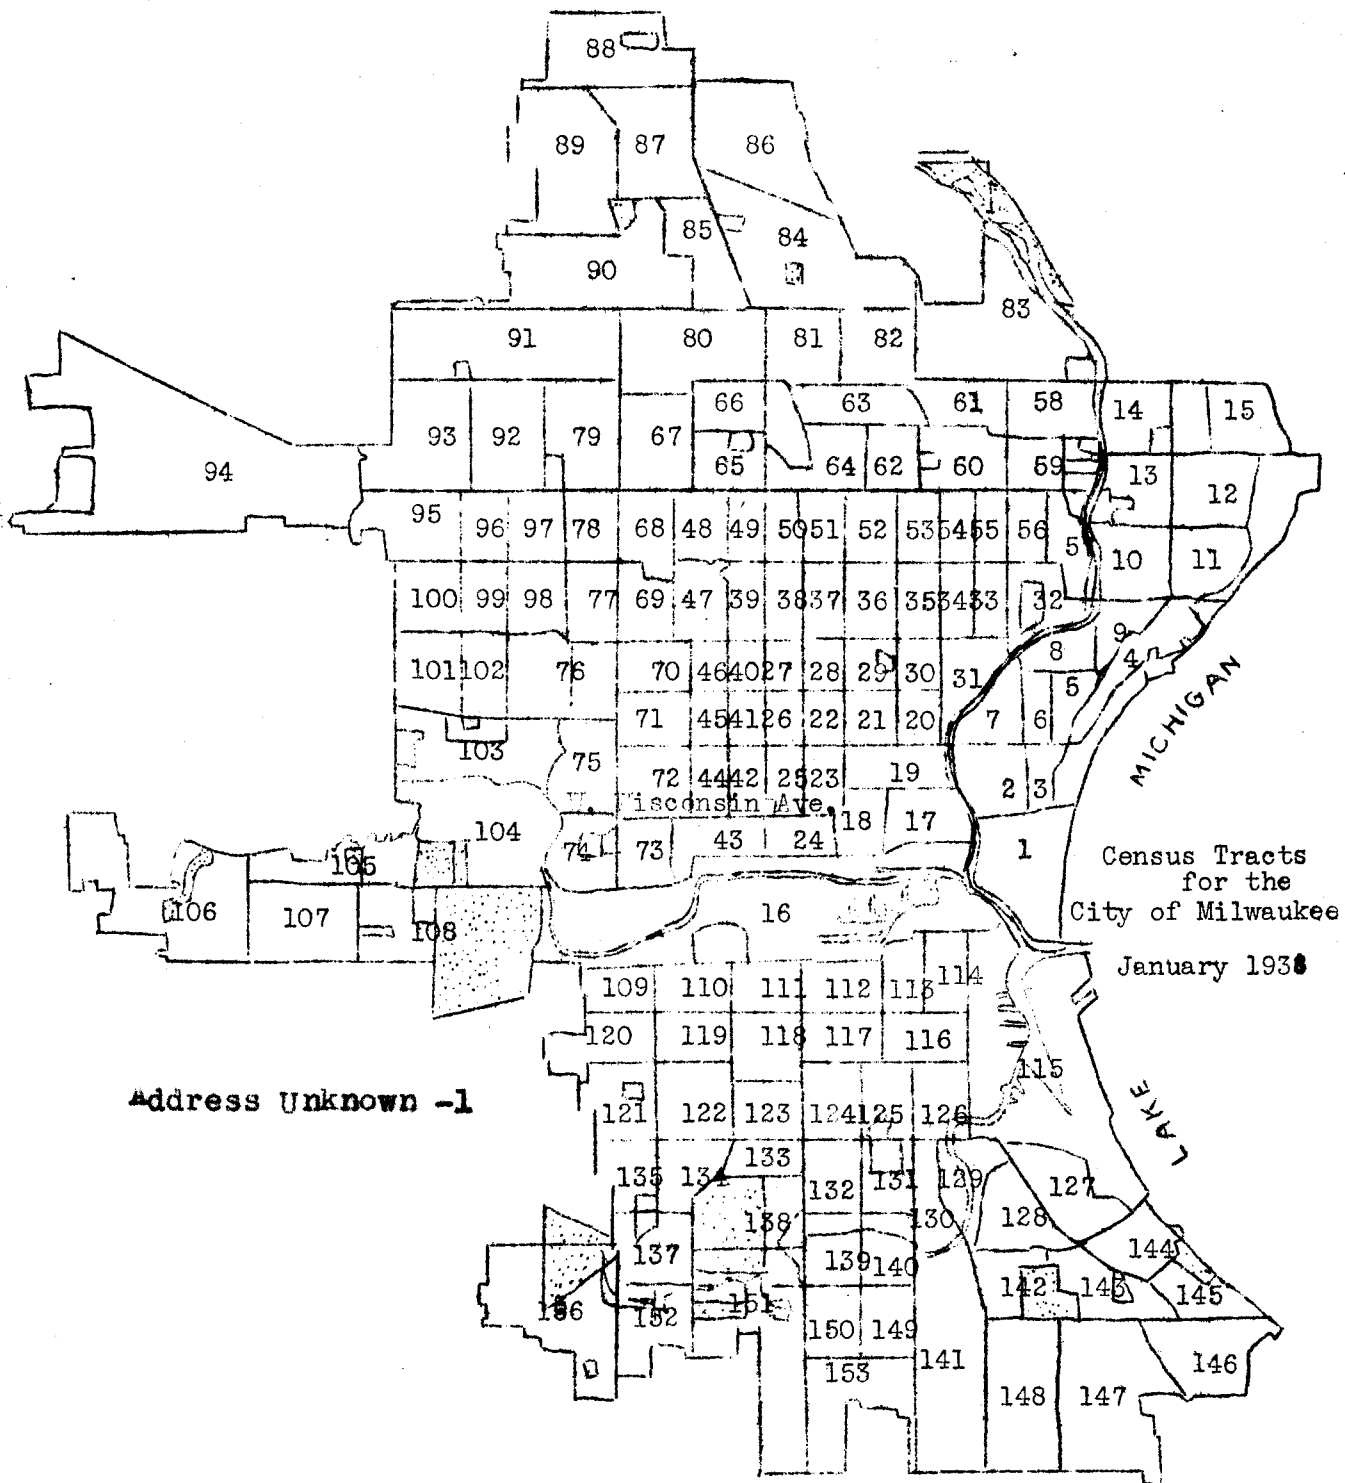 88
89 87 86
85 84
90
83
91 80 81 82
66 63 61 58 14 15
93 92 79 67
94 65 64 62 60 59 13 12
95 96 97 78 68 48 49 50 51 52 53 54 55 56 5 10 11
100 99 98 77 69 47 39 38 37 36 35 34 33 32
9
8 4
101 102 76 70 46 40 27 28 29 30 31 5
71 45 41 26 22 21 20 7 6
103
75 72 44 42 25 23 19 2 3
W. Wisconsin Ave.
104 74 73 43 24 18 17 1
MICHIGAN
Census Tracts
for the
City of Milwaukee
January 193
105
106 107 108 16
109 110 111 112 113 114
120 119 118 117 116
115
Address Unknown -1
LAKE
121 122 123 124 125 126
133
135 134 132 131 129 127
138 130 128
137 139 140 144
142 143 145
152 151
150 149
153 141 146
148 147